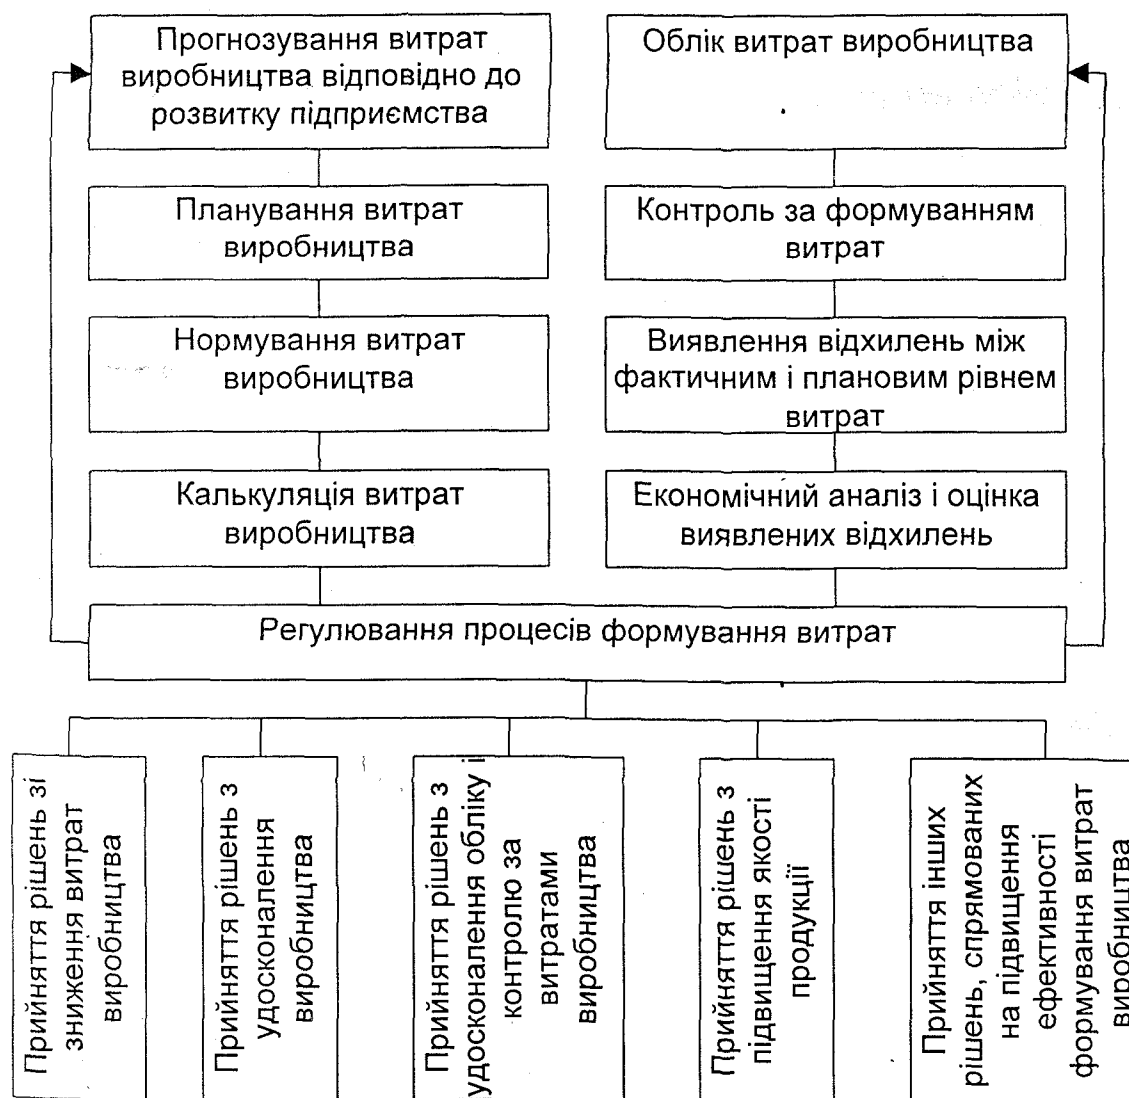 Прогнозування витрат
виробництва відповідно до
розвитку підприємства
Облік витрат виробництва
Планування витрат
виробництва
Контроль за формуванням
витрат
Нормування витрат
виробництва
Виявлення відхилень між
фактичним і плановим рівнем
витрат
Калькуляція витрат
виробництва
Економічний аналіз і оцінка
виявлених відхилень
Регулювання процесів формування витрат
Прийняття рішень зі
зниження витрат
виробництва
Прийняття рішень з
удосконалення
виробництва
Прийняття рішень з
удосконалення обліку і
контролю за
витратами
виробництва
Прийняття рішень з
підвищення якості
продукції
Прийняття інших
рішень, спрямованих
на підвищення
ефективності
формування витрат
виробництва